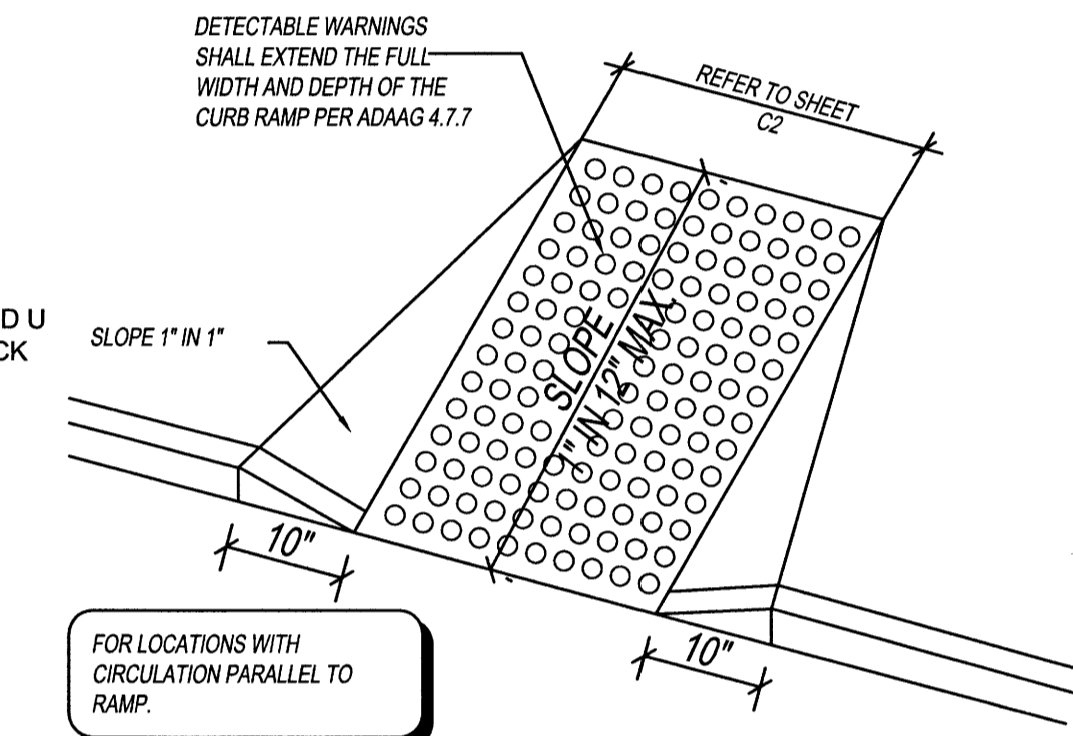 DETECTABLE WARNINGS
SHALL EXTEND THE FULL
WIDTH AND DEPTH OF THE
CURB RAMP PER ADAAG 4.7.7
REFER TO SHEET
C2
D U
CK
SLOPE 1" IN 1"
SLOPE
1" IN 12" MAX.
10"
10"
FOR LOCATIONS WITH
CIRCULATION PARALLEL TO
RAMP.